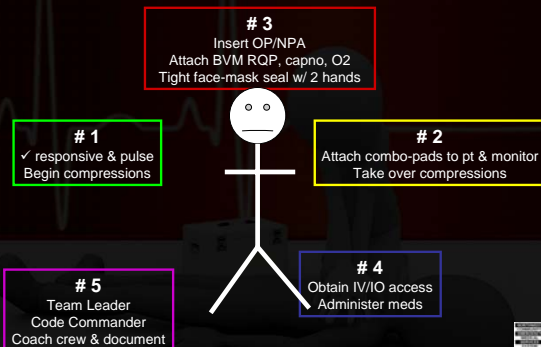 # 3
Insert OP/NPA
Attach BVM RQP, capno, O2
Tight face-mask seal w/ 2 hands
# 1
✓ responsive & pulse
Begin compressions
# 2
Attach combo-pads to pt & monitor
Take over compressions
# 4
Obtain IV/IO access
Administer meds
# 5
Team Leader
Code Commander
Coach crew & document